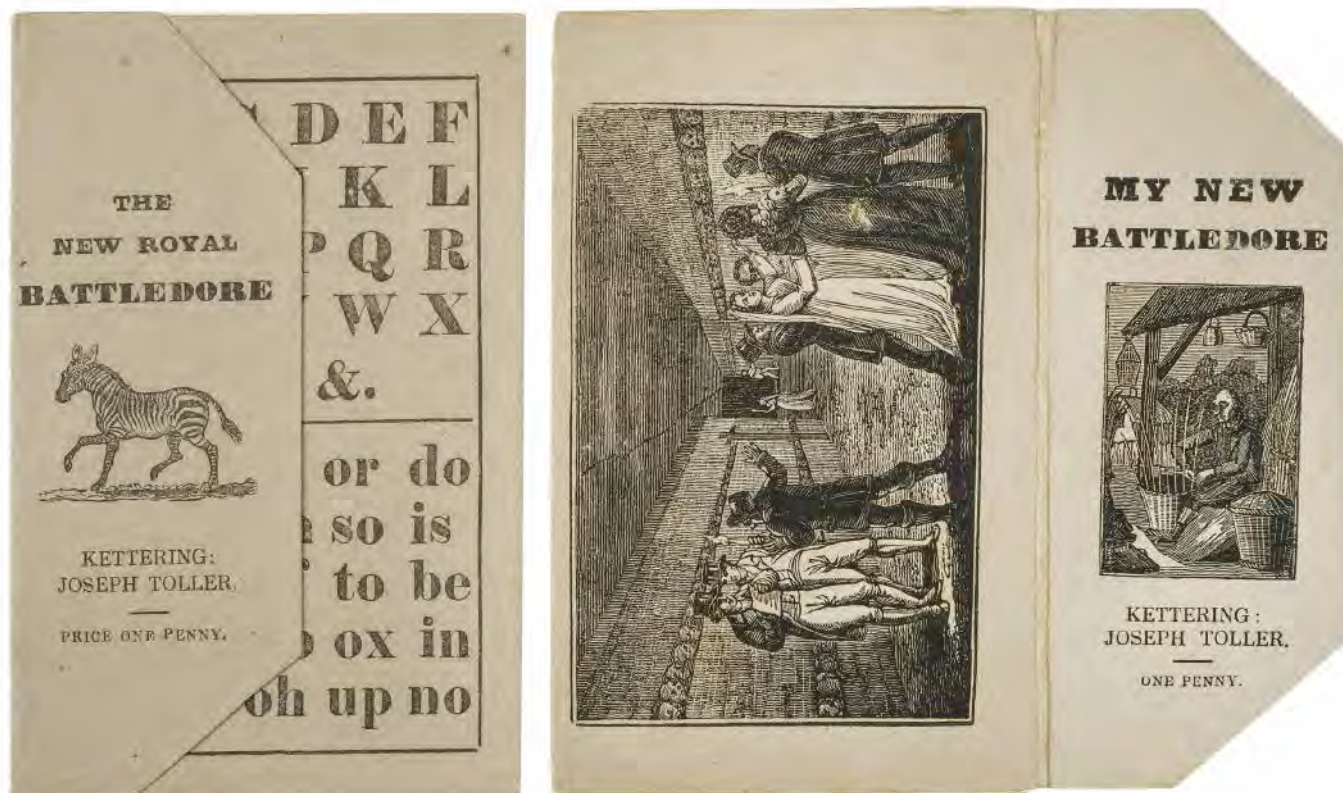 THE
NEW ROYAL
BATTLEDORE
KETTERING:
JOSEPH TOLLER.
PRICE ONE PENNY.
D E F
K L
P Q R
W X
&.
or do
so is
to be
ox in
oh up no
MY NEW
BATTLEDORE
KETTERING:
JOSEPH TOLLER.
ONE PENNY.